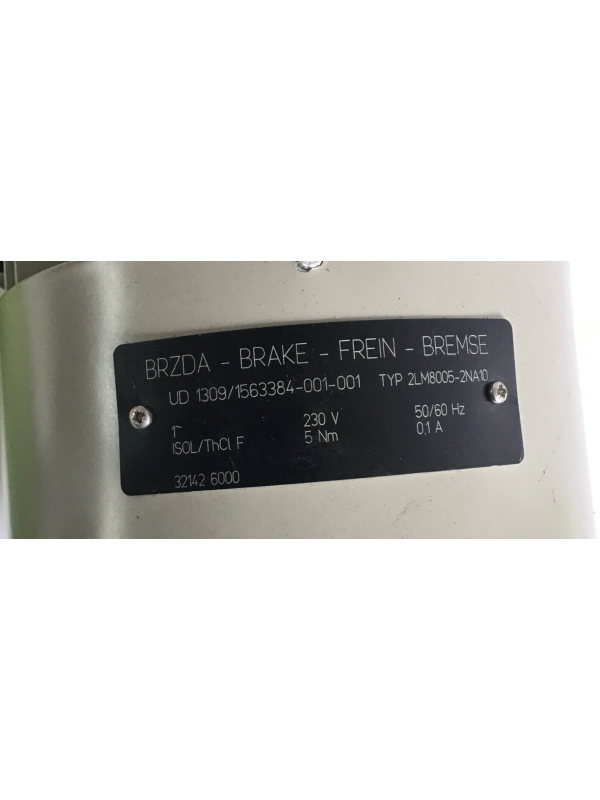 BRZDA - BRAKE - FREIN - BREMSE
UD 1309/1563384-001-001 TYP 2LM8005-2NA10
1~ 230 V 50/60 Hz
ISOL/ThCl F 5 Nm 0,1 A
32142 6000